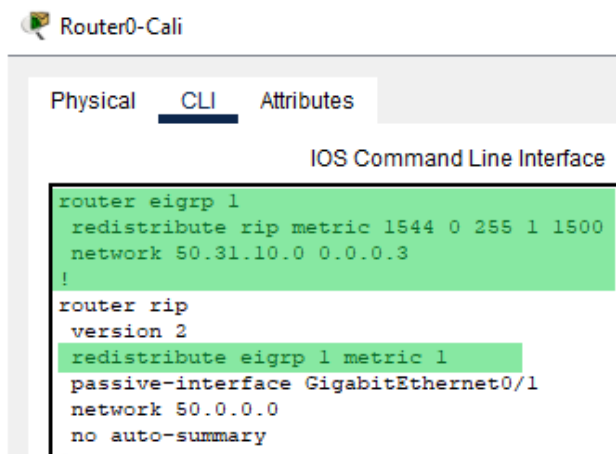 Router0-Cali
Physical CLI Attributes
IOS Command Line Interface
router eigrp 1
redistribute rip metric 1544 0 255 1 1500
network 50.31.10.0 0.0.0.3
!
router rip
version 2
redistribute eigrp 1 metric 1
passive-interface GigabitEthernet0/1
network 50.0.0.0
no auto-summary